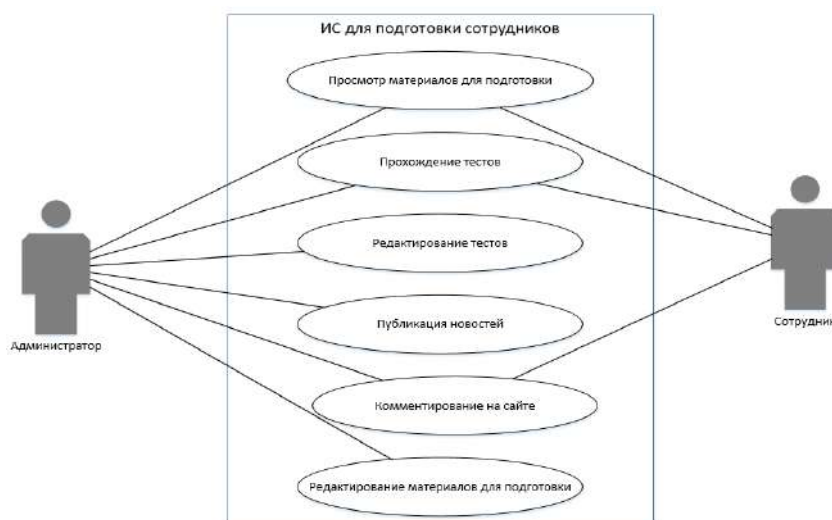 ИС для подготовки сотрудников
Просмотр материалов для подготовки
Прохождение тестов
Редактирование тестов
Публикация новостей
Администратор
Сотрудник
Комментирование на сайте
Редактирование материалов для подготовки